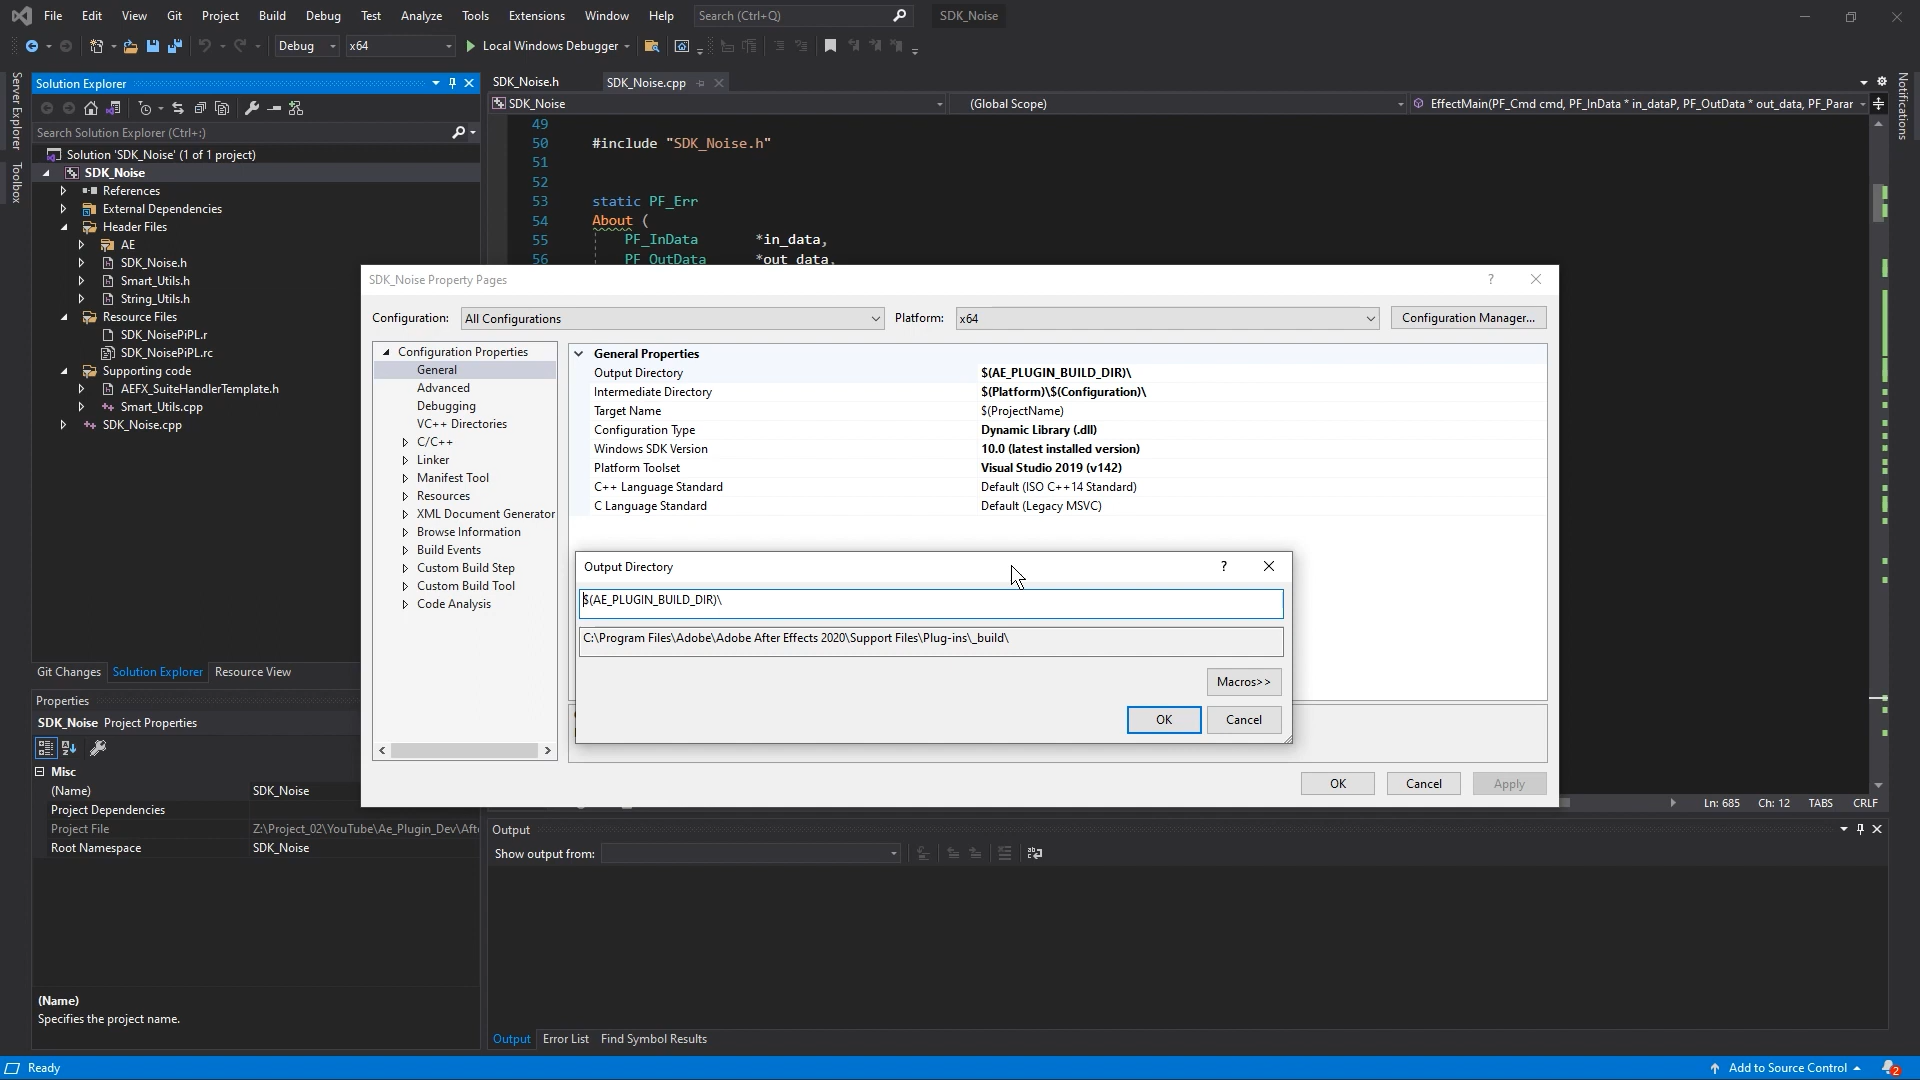 File Edit View Git Project Build Debug Test Analyze Tools Extensions Window Help Search (Ctrl+Q) SDK_Noise
Debug x64 Local Windows Debugger
Server Explorer
Toolbox
Solution Explorer
Search Solution Explorer (Ctrl+:)
Solution 'SDK_Noise' (1 of 1 project)
SDK_Noise
References
External Dependencies
Header Files
AE
SDK_Noise.h
Smart_Utils.h
String_Utils.h
Resource Files
SDK_NoisePiPL.r
SDK_NoisePiPL.rc
Supporting code
AEFX_SuiteHandlerTemplate.h
Smart_Utils.cpp
SDK_Noise.cpp
Git Changes Solution Explorer Resource View
Properties
SDK_Noise Project Properties
Misc
(Name) SDK_Noise
Project Dependencies
Project File Z:\Project_02\YouTube\Ae_Plugin_Dev\Aft
Root Namespace SDK_Noise
(Name)
Specifies the project name.
SDK_Noise.h SDK_Noise.cpp
SDK_Noise (Global Scope) EffectMain(PF_Cmd cmd, PF_InData * in_dataP, PF_OutData * out_data, PF_Parar
Notifications
49
50 #include "SDK_Noise.h"
51
52
53 static PF_Err
54 About (
55 PF_InData *in_data,
56 PF_OutData *out_data,
SDK_Noise Property Pages ?
Configuration: All Configurations Platform: x64 Configuration Manager...
Configuration Properties
General
Advanced
Debugging
VC++ Directories
C/C++
Linker
Manifest Tool
Resources
XML Document Generator
Browse Information
Build Events
Custom Build Step
Custom Build Tool
Code Analysis
General Properties
Output Directory $(AE_PLUGIN_BUILD_DIR)\
Intermediate Directory $(Platform)\$(Configuration)\
Target Name $(ProjectName)
Configuration Type Dynamic Library (.dll)
Windows SDK Version 10.0 (latest installed version)
Platform Toolset Visual Studio 2019 (v142)
C++ Language Standard Default (ISO C++14 Standard)
C Language Standard Default (Legacy MSVC)
Output Directory ?
$(AE_PLUGIN_BUILD_DIR)\
C:\Program Files\Adobe\Adobe After Effects 2020\Support Files\Plug-ins\_build\
Macros>>
OK Cancel
OK Cancel Apply
Ln: 685 Ch: 12 TABS CRLF
Output
Show output from:
Output Error List Find Symbol Results
Ready Add to Source Control 2